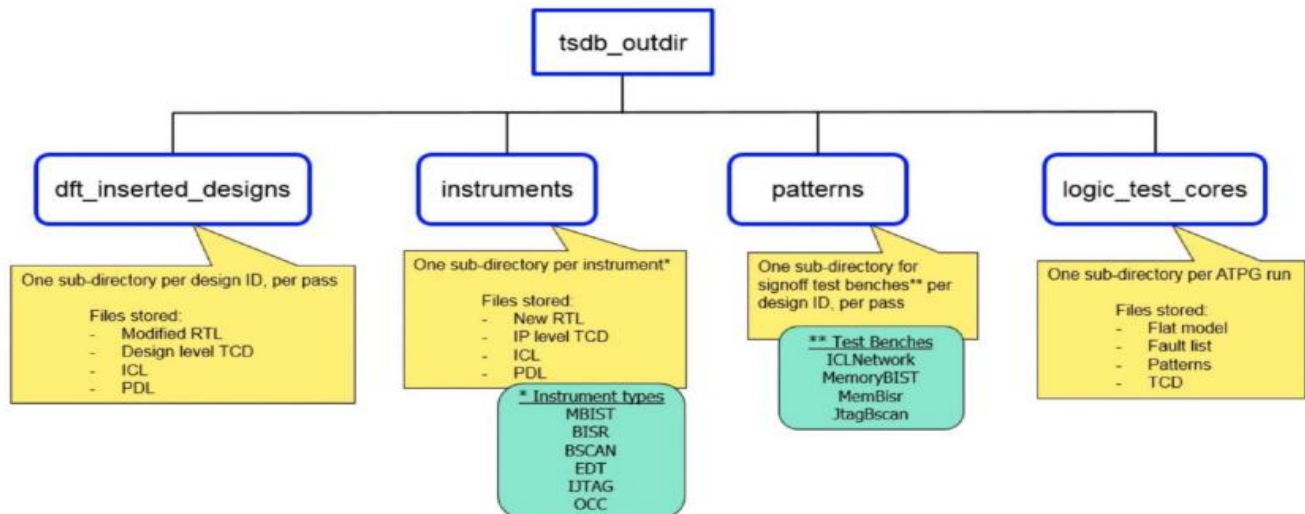 tsdb_outdir
dft_inserted_designs
instruments
patterns
logic_test_cores
One sub-directory per design ID, per pass
Files stored:
- Modified RTL
- Design level TCD
- ICL
- PDL
One sub-directory per instrument*
Files stored:
- New RTL
- IP level TCD
- ICL
- PDL
* Instrument types
MBIST
BISR
BSCAN
EDT
IJTAG
OCC
One sub-directory for
signoff test benches** per
design ID, per pass
** Test Benches
ICLNetwork
MemoryBIST
MemBisr
JtagBscan
One sub-directory per ATPG run
Files stored:
- Flat model
- Fault list
- Patterns
- TCD